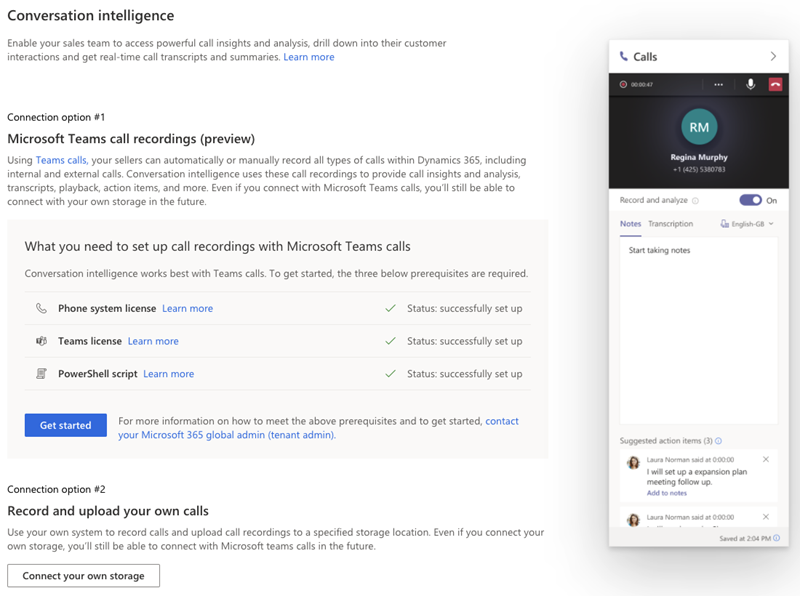 Conversation intelligence
Enable your sales team to access powerful call insights and analysis, drill down into their customer
interactions and get real-time call transcripts and summaries. Learn more
Connection option #1
Microsoft Teams call recordings (preview)
Using Teams calls, your sellers can automatically or manually record all types of calls within Dynamics 365, including
internal and external calls. Conversation intelligence uses these call recordings to provide call insights and analysis,
transcripts, playback, action items, and more. Even if you connect with Microsoft Teams calls, you'll still be able to
connect with your own storage in the future.
What you need to set up call recordings with Microsoft Teams calls
Conversation intelligence works best with Teams calls. To get started, the three below prerequisites are required.
Phone system license Learn more Status: successfully set up
Teams license Learn more Status: successfully set up
PowerShell script Learn more Status: successfully set up
Get started
For more information on how to meet the above prerequisites and to get started, contact
your Microsoft 365 global admin (tenant admin).
Connection option #2
Record and upload your own calls
Use your own system to record calls and upload call recordings to a specified storage location. Even if you connect your
own storage, you'll still be able to connect with Microsoft teams calls in the future.
Connect your own storage
Calls
00:00:47
RM
Regina Murphy
+1 (425) 5380783
Record and analyze On
Notes Transcription English-GB
Start taking notes
Suggested action items (3)
Laura Norman said at 0:00:00
I will set up a expansion plan
meeting follow up.
Add to notes
Laura Norman said at 0:00:00
Saved at 2:04 PM